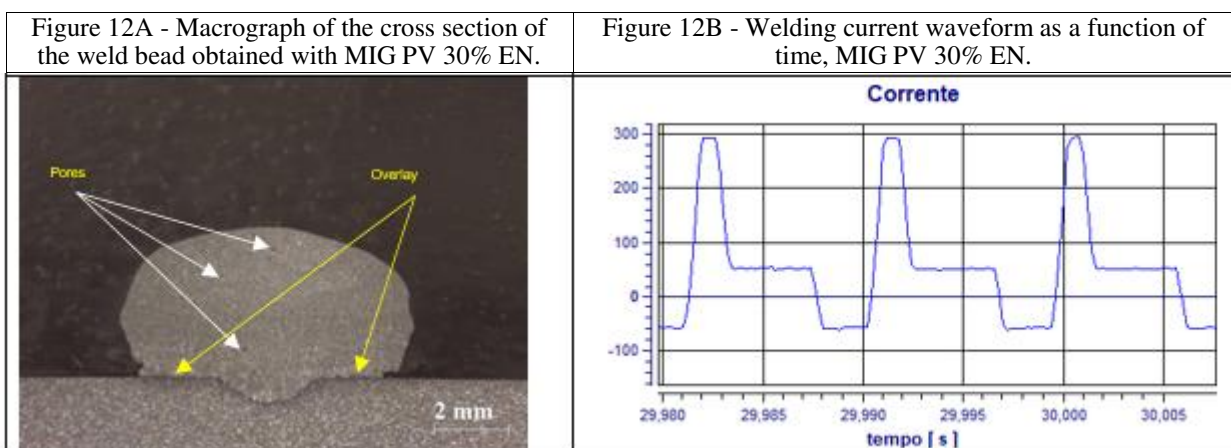 Figure 12A - Macrograph of the cross section of
the weld bead obtained with MIG PV 30% EN.
Figure 12B - Welding current waveform as a function of
time, MIG PV 30% EN.
Pores
Overlay
2 mm
Corrente
300
200
100
0
-100
29,980 29,985 29,990 29,995 30,000 30,005
tempo [ s ]